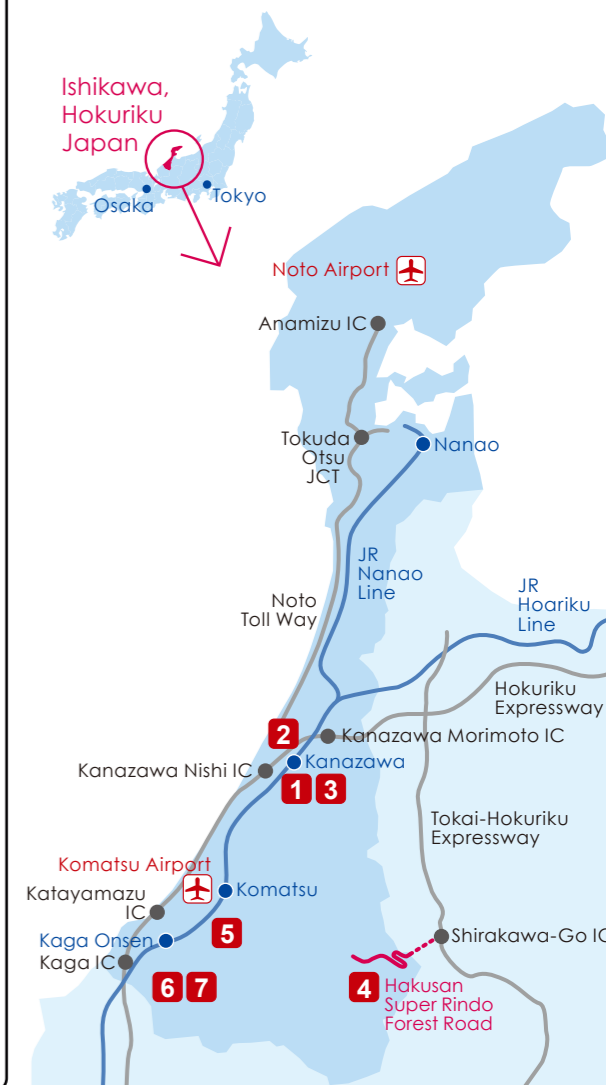 Ishikawa,
Hokuriku
Japan
Osaka
Tokyo
Noto Airport
Anamizu IC
Tokuda
Otsu
JCT
Nanao
JR
Nanao
Line
JR
Hoariku
Line
Noto
Toll Way
Hokuriku
Expressway
2
Kanazawa Morimoto IC
Kanazawa Nishi IC
Kanazawa
1 3
Tokai-Hokuriku
Expressway
Komatsu Airport
Katayamazu
IC
Komatsu
5
Kaga Onsen
Kaga IC
Shirakawa-Go IC
6 7
4
Hakusan
Super Rindo
Forest Road